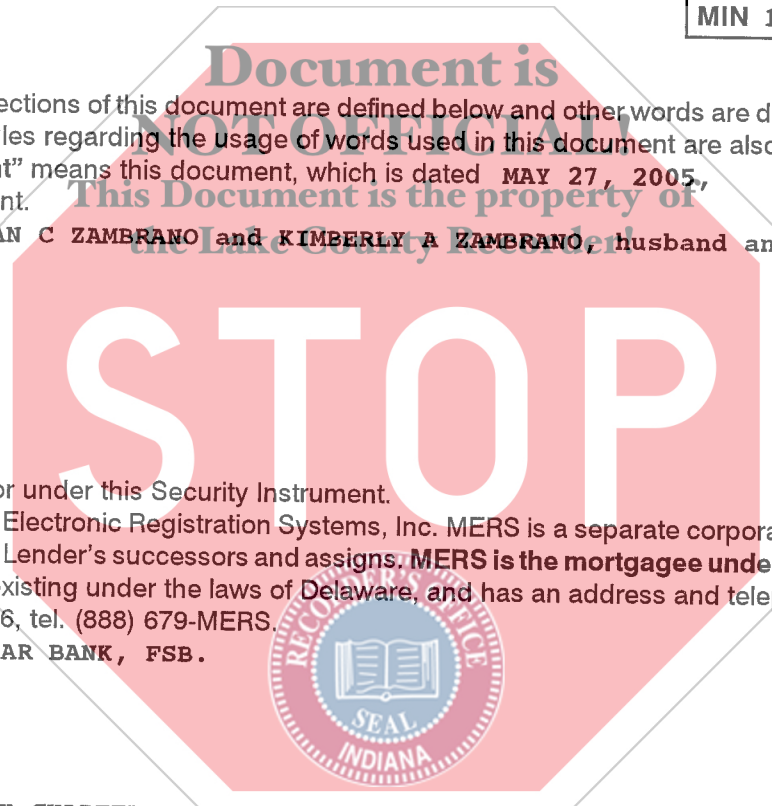 MIN 1
Document is
ections of this document are defined below and other words are d
NOT OFFICIAL!
les regarding the usage of words used in this document are also
t” means this document, which is dated MAY 27, 2005,
This Document is the property of
nt.
AN C ZAMBRANO and KIMBERLY A ZAMBRANO, husband an
the Lake County Recorder!
STOP
or under this Security Instrument.
Electronic Registration Systems, Inc. MERS is a separate corpora
Lender’s successors and assigns. MERS is the mortgagee unde
existing under the laws of Delaware, and has an address and tele
6, tel. (888) 679-MERS.
AR BANK, FSB.
RECORDER'S OFFICE
SEAL
INDIANA